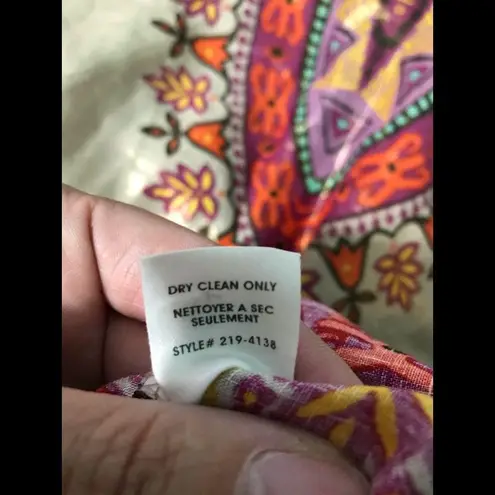 DRY CLEAN ONLY
NETTOYER A SEC
SEULEMENT
STYLE# 219-4138